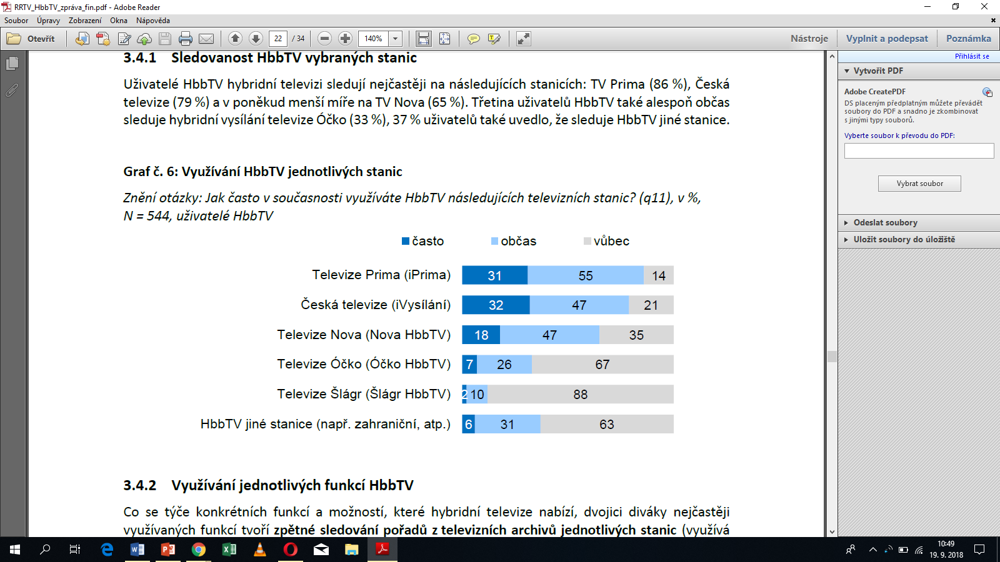 RRTV_HbbTV_zpráva_fin.pdf - Adobe Reader
Soubor Úpravy Zobrazení Okna Nápověda
Otevřít 22 / 34 140% Nástroje Vyplnit a podepsat Poznámka
Přihlásit se
Vytvořit PDF
Adobe CreatePDF
DS placeným předplatným můžete převádět
soubory do PDF a snadno je zkombinovat
s jinými typy souborů.
Vyberte soubor k převodu do PDF:
Vybrat soubor
Odeslat soubory
Uložit soubory do úložiště
3.4.1 Sledovanost HbbTV vybraných stanic
Uživatelé HbbTV hybridní televizi sledují nejčastěji na následujících stanicích: TV Prima (86 %), Česká
televize (79 %) a v poněkud menší míře na TV Nova (65 %). Třetina uživatelů HbbTV také alespoň občas
sleduje hybridní vysílání televize Óčko (33 %), 37 % uživatelů také uvedlo, že sleduje HbbTV jiné stanice.
Graf č. 6: Využívání HbbTV jednotlivých stanic
Znění otázky: Jak často v současnosti využíváte HbbTV následujících televizních stanic? (q11), v %,
N = 544, uživatelé HbbTV
často občas vůbec
Televize Prima (iPrima) 31 55 14
Česká televize (iVysílání) 32 47 21
Televize Nova (Nova HbbTV) 18 47 35
Televize Óčko (Óčko HbbTV) 7 26 67
Televize Šlágr (Šlágr HbbTV) 2 10 88
HbbTV jiné stanice (např. zahraniční, atp.) 6 31 63
3.4.2 Využívání jednotlivých funkcí HbbTV
Co se týče konkrétních funkcí a možností, které hybridní televize nabízí, dvojici diváky nejčastěji
využívaných funkcí tvoří zpětné sledování pořadů z televizních archivů jednotlivých stanic (využívá
10:49
19. 9. 2018